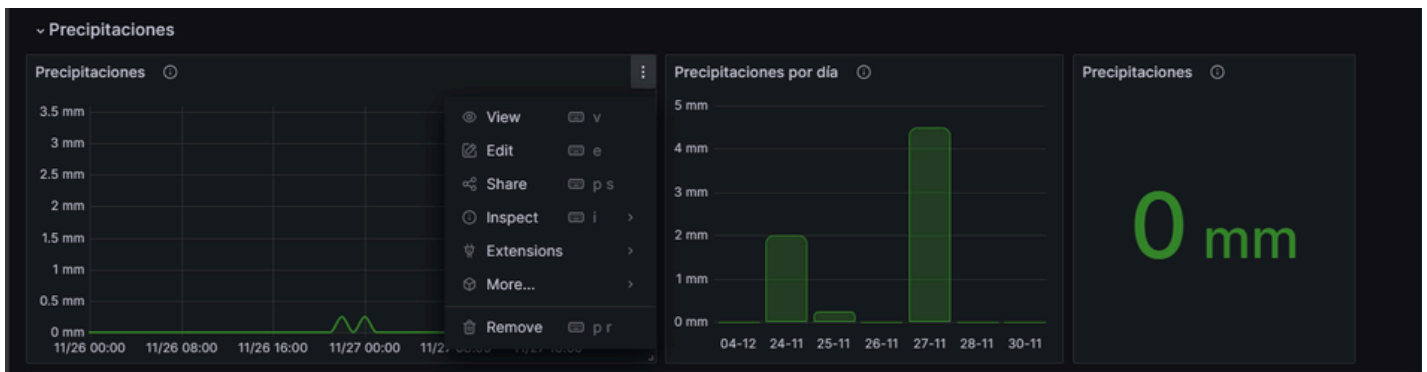 Precipitaciones
Precipitaciones
3.5 mm
3 mm
2.5 mm
2 mm
1.5 mm
1 mm
0.5 mm
0 mm
11/26 00:00 11/26 08:00 11/26 16:00 11/27 00:00
View v
Edit e
Share p s
Inspect i
Extensions
More...
Remove p r
Precipitaciones por día
5 mm
4 mm
3 mm
2 mm
1 mm
0 mm
04-12 24-11 25-11 26-11 27-11 28-11 30-11
Precipitaciones
0 mm